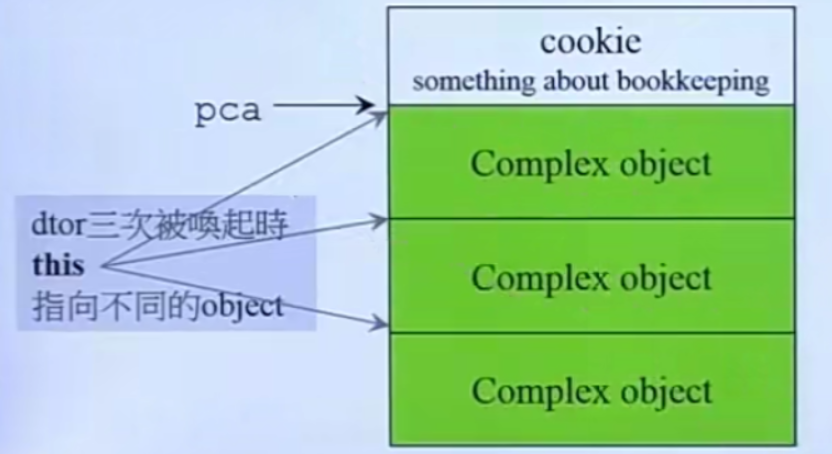 cookie
something about bookkeeping
pca
Complex object
dtor三次被喚起時
this
指向不同的object
Complex object
Complex object